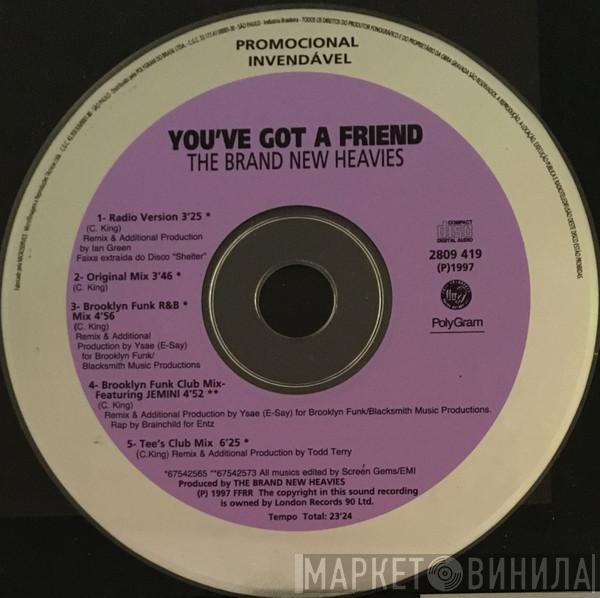 PROMOCIONAL
INVENDÁVEL
YOU'VE GOT A FRIEND
THE BRAND NEW HEAVIES
1- Radio Version 3'25 *
(C. King)
Remix & Additional Production
by Ian Green
Faixa extraída do Disco "Shelter"
2- Original Mix 3'46 *
(C. King)
3- Brooklyn Funk R&B *
Mix 4'56
(C. King)
Remix & Additional
Production by Ysae (E-Say)
for Brooklyn Funk/
Blacksmith Music Productions
4- Brooklyn Funk Club Mix-
Featuring JEMINI 4'52 **
(C. King)
Remix & Additional Production by Ysae (E-Say) for Brooklyn Funk/Blacksmith Music Productions.
Rap by Brainchild for Entz
5- Tee's Club Mix 6'25 *
(C.King) Remix & Additional Production by Todd Terry
*67542565 **67542573 All musics edited by Screen Gems/EMI
Produced by THE BRAND NEW HEAVIES
(P) 1997 FFRR The copyright in this sound recording
is owned by London Records 90 Ltd.
Tempo Total: 23'24
COMPACT
disc
DIGITAL AUDIO
2809 419
(P)1997
PolyGram
МАРКЕТ ВИНИЛА